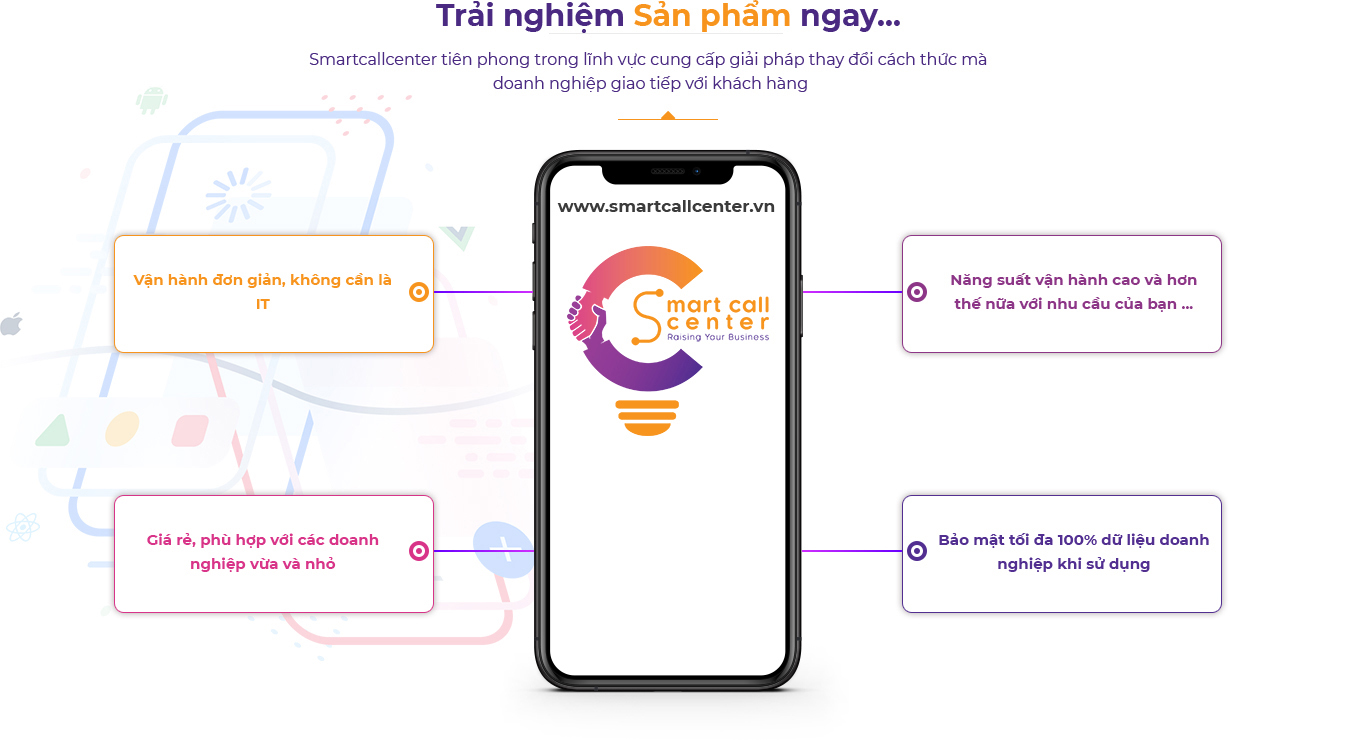 Trải nghiệm Sản phẩm ngay...
Smartcallcenter tiên phong trong lĩnh vực cung cấp giải pháp thay đổi cách thức mà
doanh nghiệp giao tiếp với khách hàng
www.smartcallcenter.vn
Smart call
center
Raising Your Business
Vận hành đơn giản, không cần là
IT
Năng suất vận hành cao và hơn
thế nữa với nhu cầu của bạn ...
Giá rẻ, phù hợp với các doanh
nghiệp vừa và nhỏ
Bảo mật tối đa 100% dữ liệu doanh
nghiệp khi sử dụng